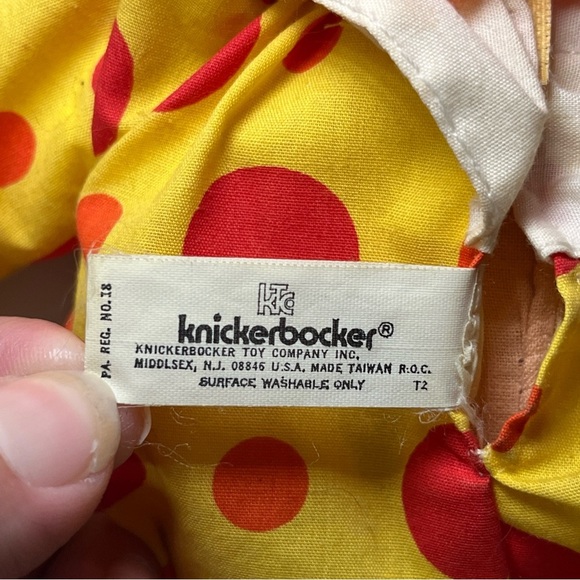 PA. REG. NO. 18
KTC
knickerbocker®
KNICKERBOCKER TOY COMPANY INC.
MIDDLSEX, N.J. 08846 U.S.A. MADE TAIWAN R.O.C.
SURFACE WASHABLE ONLY T2